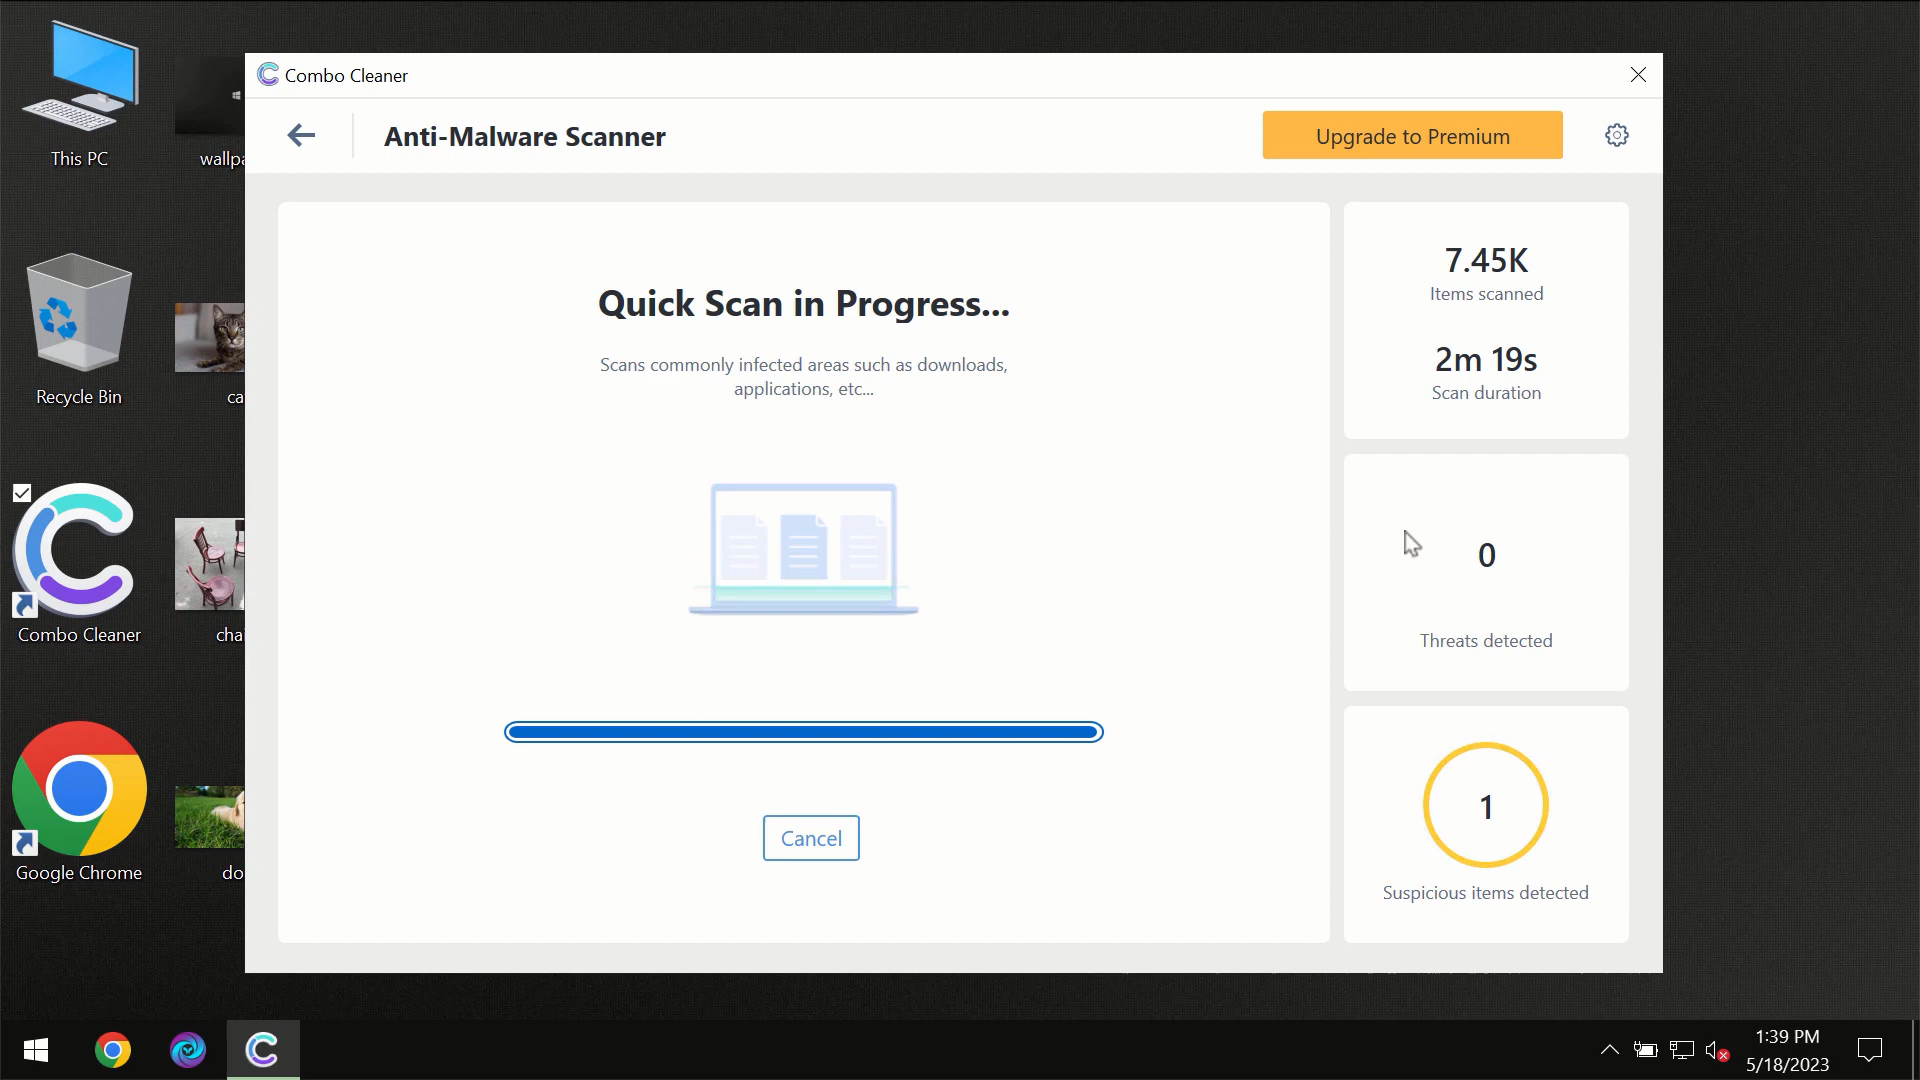 Combo Cleaner
Anti-Malware Scanner
Upgrade to Premium
Quick Scan in Progress...
Scans commonly infected areas such as downloads,
applications, etc...
Cancel
7.45K
Items scanned
2m 19s
Scan duration
0
Threats detected
1
Suspicious items detected
This PC
wallpa
Recycle Bin
ca
Combo Cleaner
chai
Google Chrome
do
1:39 PM
5/18/2023